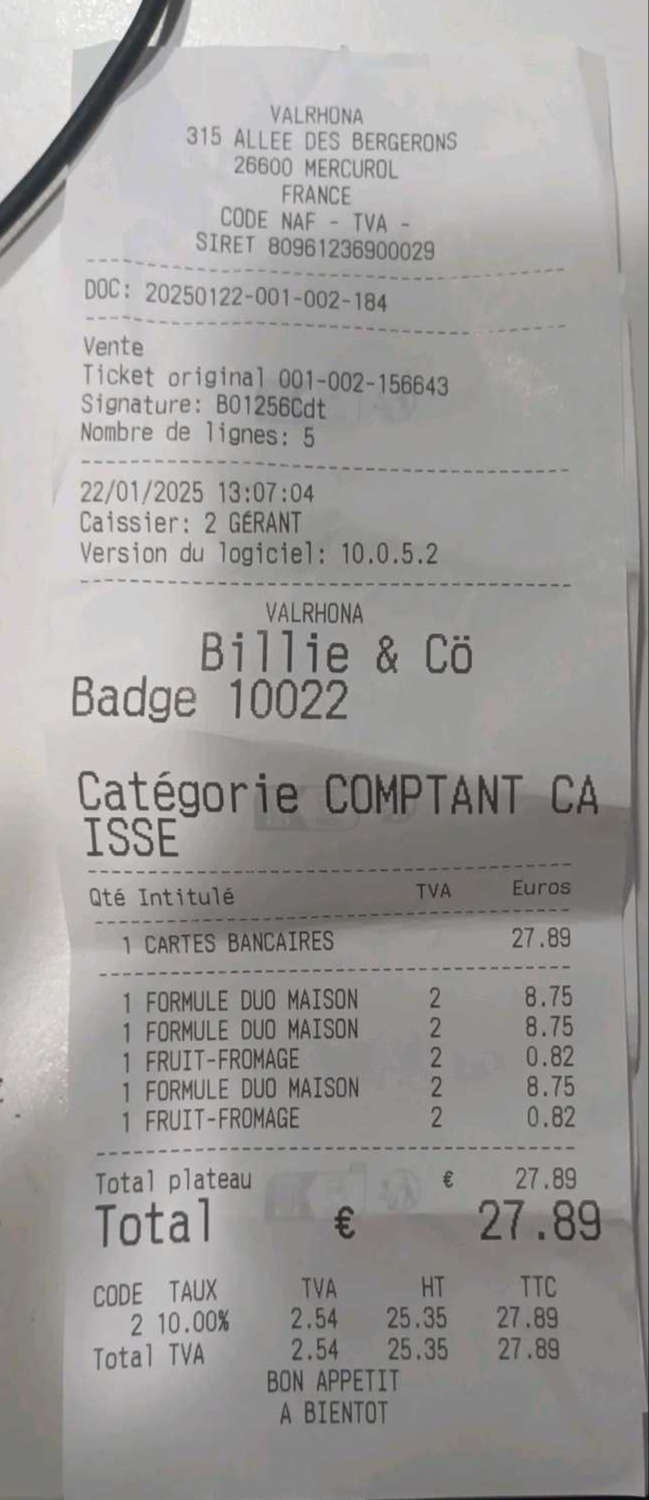 VALRHONA
315 ALLEE DES BERGERONS
26600 MERCUROL
FRANCE
CODE NAF - TVA -
SIRET 80961236900029
DOC: 20250122-001-002-184
Vente
Ticket original 001-002-156643
Signature: B01256Cdt
Nombre de lignes: 5
22/01/2025 13:07:04
Caissier: 2 GÉRANT
Version du logiciel: 10.0.5.2
VALRHONA
Billie & Cö
Badge 10022
Catégorie COMPTANT CA
ISSE
Qté Intitulé TVA Euros
1 CARTES BANCAIRES 27.89
1 FORMULE DUO MAISON 2 8.75
1 FORMULE DUO MAISON 2 8.75
1 FRUIT-FROMAGE 2 0.82
1 FORMULE DUO MAISON 2 8.75
1 FRUIT-FROMAGE 2 0.82
Total plateau € 27.89
Total € 27.89
CODE TAUX TVA HT TTC
2 10.00% 2.54 25.35 27.89
Total TVA 2.54 25.35 27.89
BON APPETIT
A BIENTOT